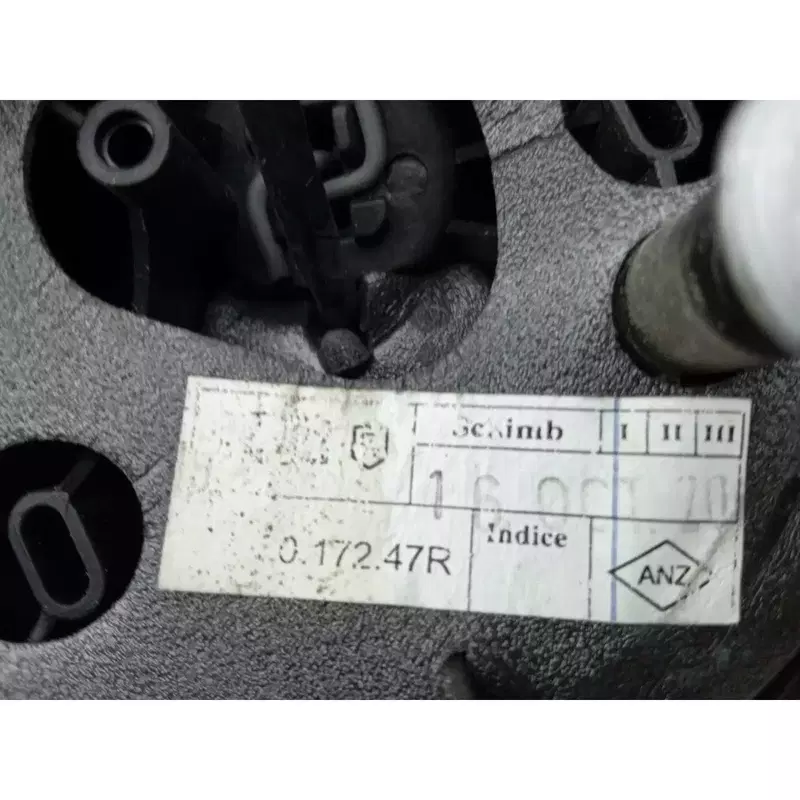 Schimb I II III
16 OCT 20
0.172.47R Indice ANZ